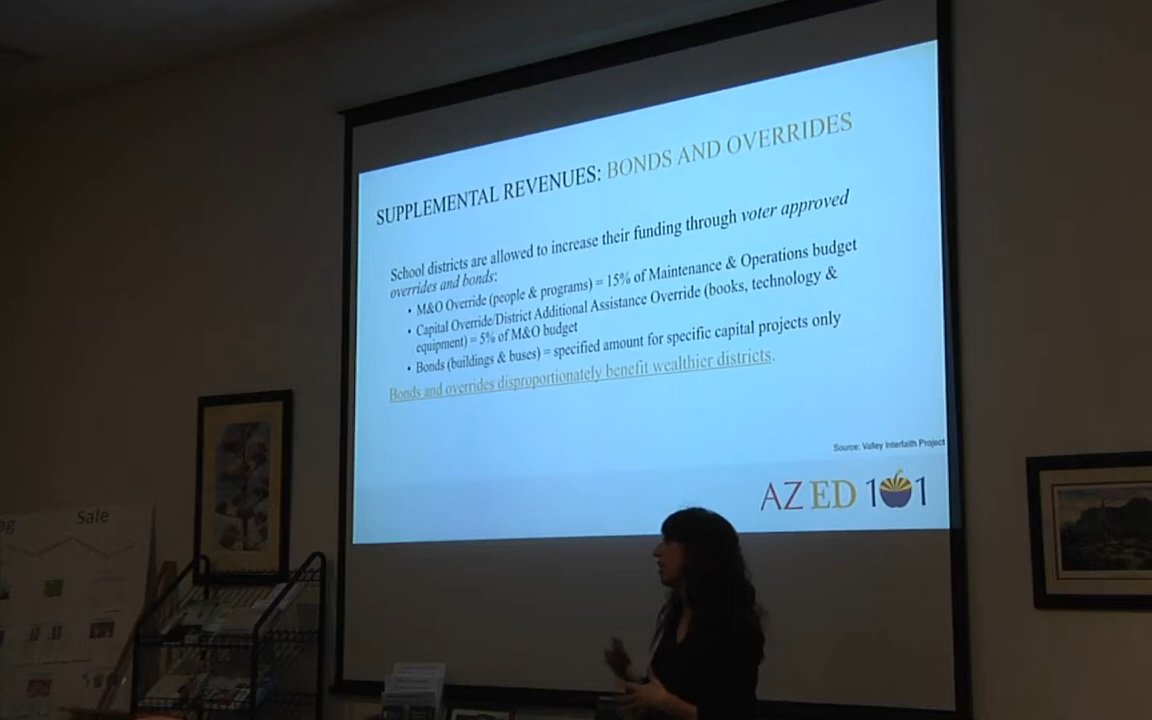 SUPPLEMENTAL REVENUES: BONDS AND OVERRIDES
School districts are allowed to increase their funding through voter approved
overrides and bonds:
• M&O Override (people & programs) = 15% of Maintenance & Operations budget
• Capital Override/District Additional Assistance Override (books, technology &
equipment) = 5% of M&O budget
• Bonds (buildings & buses) = specified amount for specific capital projects only
Bonds and overrides disproportionately benefit wealthier districts.
Source: Valley Interfaith Project
AZ ED 101
Sale